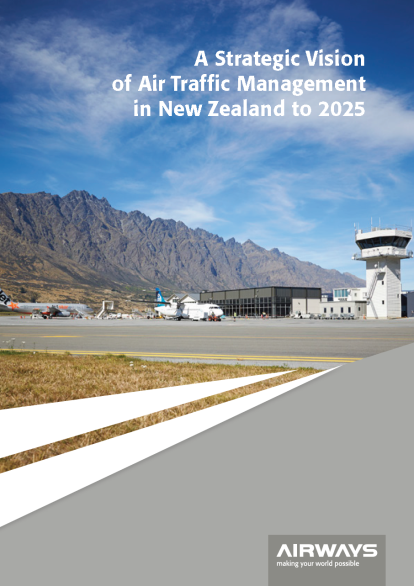 A Strategic Vision
of Air Traffic Management
in New Zealand to 2025
AIRWAYS
making your world possible